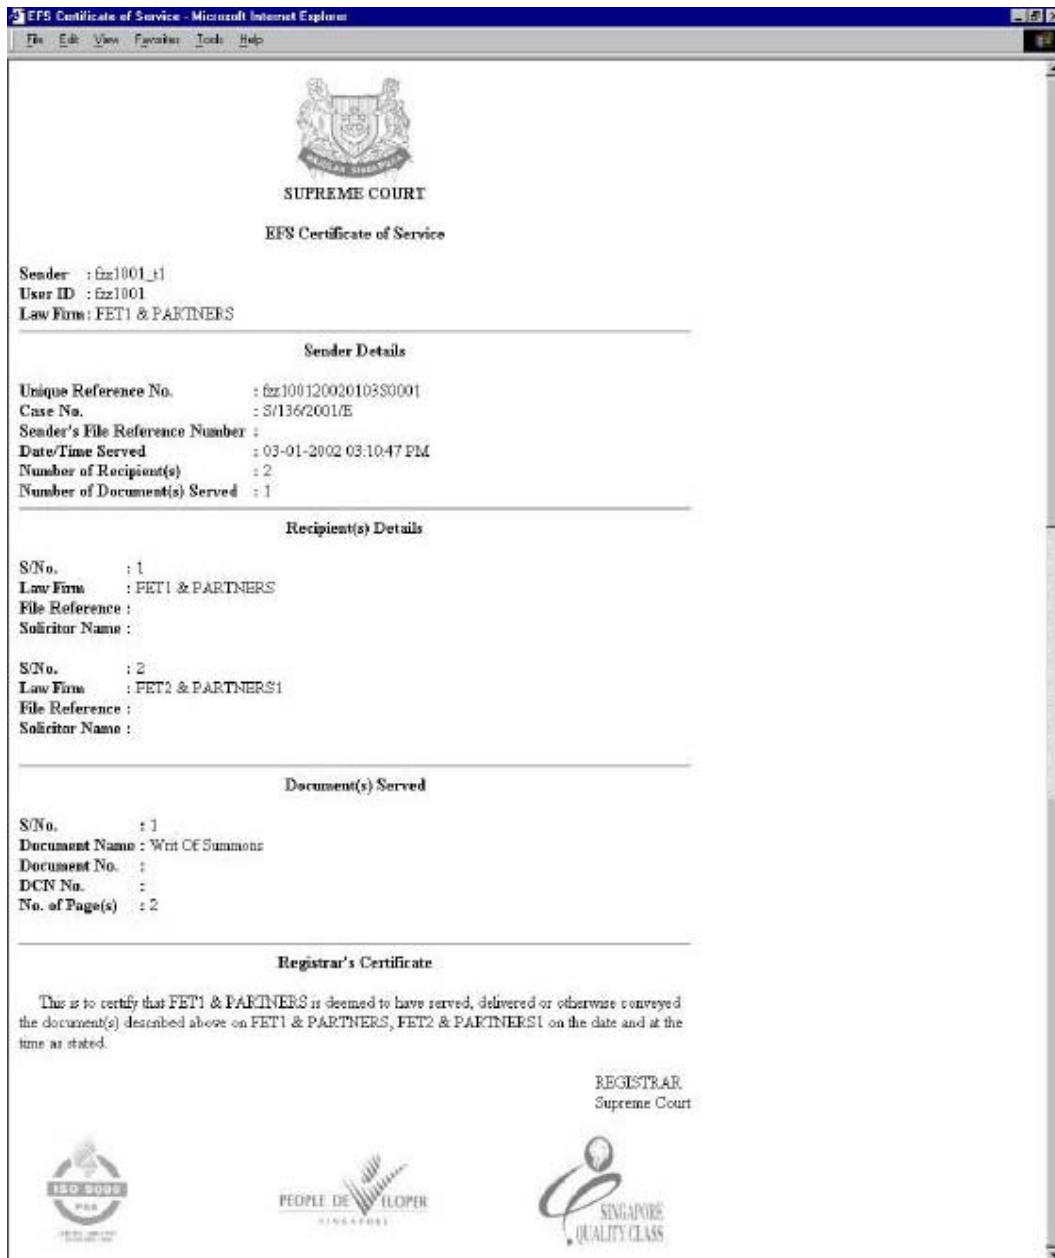 EFS Certificate of Service - Microsoft Internet Explorer
File Edit View Favorites Tools Help
MAJULAH SINGAPURA
SUPREME COURT
EFS Certificate of Service
Sender : fzz1001_t1
User ID : fzz1001
Law Firm : FET1 & PARTNERS
Sender Details
Unique Reference No. : fzz100120020103S0001
Case No. : S/136/2001/E
Sender's File Reference Number :
Date/Time Served : 03-01-2002 03:10:47 PM
Number of Recipient(s) : 2
Number of Document(s) Served : 1
Recipient(s) Details
S/No. : 1
Law Firm : FET1 & PARTNERS
File Reference :
Solicitor Name :
S/No. : 2
Law Firm : FET2 & PARTNERS1
File Reference :
Solicitor Name :
Document(s) Served
S/No. : 1
Document Name : Writ Of Summons
Document No. :
DCN No. :
No. of Page(s) : 2
Registrar's Certificate
This is to certify that FET1 & PARTNERS is deemed to have served, delivered or otherwise conveyed
the document(s) described above on FET1 & PARTNERS, FET2 & PARTNERS1 on the date and at the
time as stated.
REGISTRAR
Supreme Court
ISO 9000
PSB
PEOPLE DEVELOPER
SINGAPORE
SINGAPORE
QUALITY CLASS